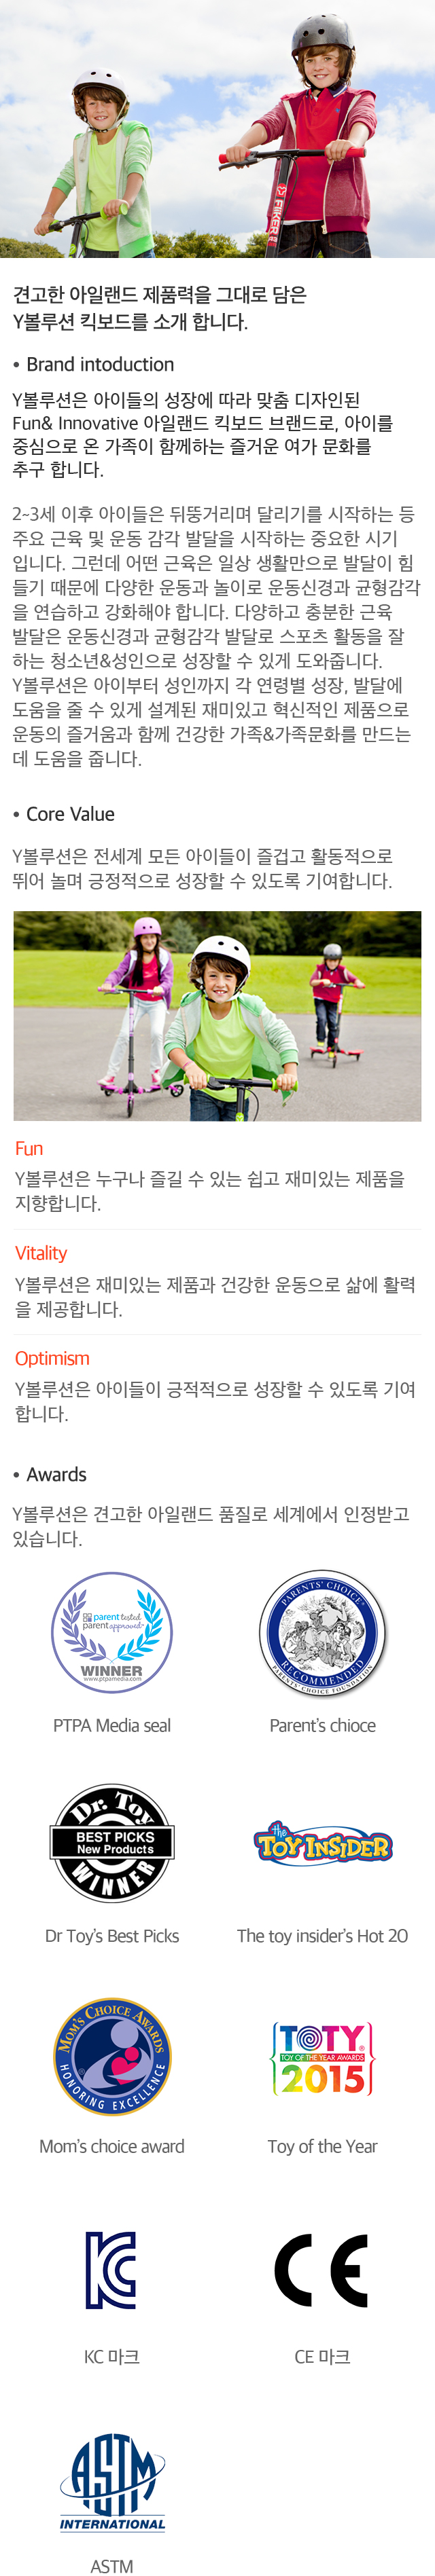 FLIKER
견고한 아일랜드 제품력을 그대로 담은
Y볼루션 킥보드를 소개 합니다.
• Brand intoduction
Y볼루션은 아이들의 성장에 따라 맞춤 디자인된
Fun& Innovative 아일랜드 킥보드 브랜드로, 아이를
중심으로 온 가족이 함께하는 즐거운 여가 문화를
추구 합니다.
2~3세 이후 아이들은 뒤뚱거리며 달리기를 시작하는 등
주요 근육 및 운동 감각 발달을 시작하는 중요한 시기
입니다. 그런데 어떤 근육은 일상 생활만으로 발달이 힘
들기 때문에 다양한 운동과 놀이로 운동신경과 균형감각
을 연습하고 강화해야 합니다. 다양하고 충분한 근육
발달은 운동신경과 균형감각 발달로 스포츠 활동을 잘
하는 청소년&성인으로 성장할 수 있게 도와줍니다.
Y볼루션은 아이부터 성인까지 각 연령별 성장, 발달에
도움을 줄 수 있게 설계된 재미있고 혁신적인 제품으로
운동의 즐거움과 함께 건강한 가족&가족문화를 만드는
데 도움을 줍니다.
• Core Value
Y볼루션은 전세계 모든 아이들이 즐겁고 활동적으로
뛰어 놀며 긍정적으로 성장할 수 있도록 기여합니다.
Fun
Y볼루션은 누구나 즐길 수 있는 쉽고 재미있는 제품을
지향합니다.
Vitality
Y볼루션은 재미있는 제품과 건강한 운동으로 삶에 활력
을 제공합니다.
Optimism
Y볼루션은 아이들이 긍적적으로 성장할 수 있도록 기여
합니다.
• Awards
Y볼루션은 견고한 아일랜드 품질로 세계에서 인정받고
있습니다.
parent tested
parent approved
WINNER
www.ptpamedia.com
PARENTS' CHOICE
RECOMMENDED
PARENTS' CHOICE FOUNDATION
PTPA Media seal
Parent's chioce
Dr. Toy
BEST PICKS
New Products
WINNER
the
TOY INSIDER
Dr Toy's Best Picks
The toy insider's Hot 20
MOM'S CHOICE AWARDS
HONORING EXCELLENCE
TOTY
TOY OF THE YEAR AWARDS
2015
Mom's choice award
Toy of the Year
KC
CE
KC 마크
CE 마크
ASTM
INTERNATIONAL
ASTM